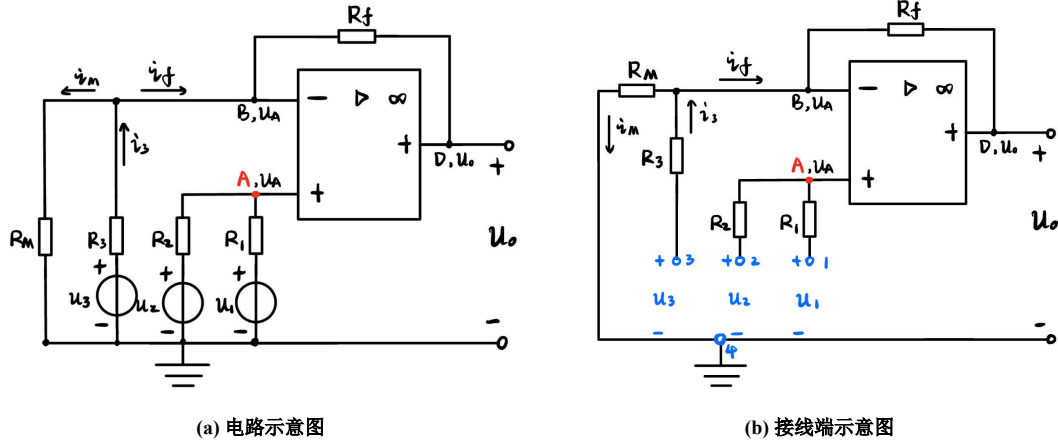 Rf
iM
if
i3
B, uA
▷ ∞
−
+
+
D, uo
+
A, uA
RM
R3
R2
R1
+
+
+
u3
u2
u1
−
−
−
uo
−
(a) 电路示意图
Rf
RM
if
iM
i3
B, uA
▷ ∞
−
+
+
D, uo
+
A, uA
R3
R2
R1
+ 3
+ 2
+ 1
u3
u2
u1
−
−
−
4
uo
−
(b) 接线端示意图